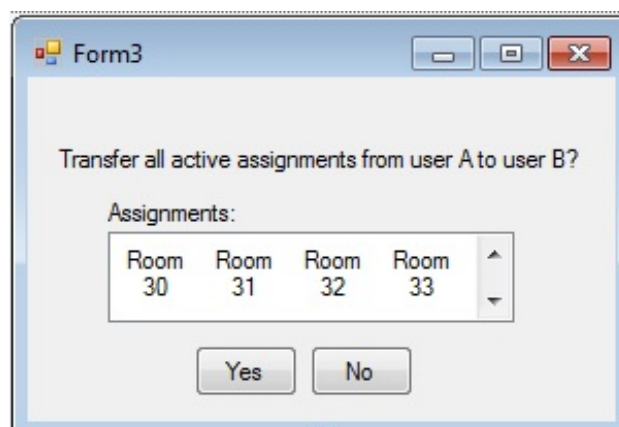 Form3
Transfer all active assignments from user A to user B?
Assignments:
Room Room Room Room
30 31 32 33
Yes No